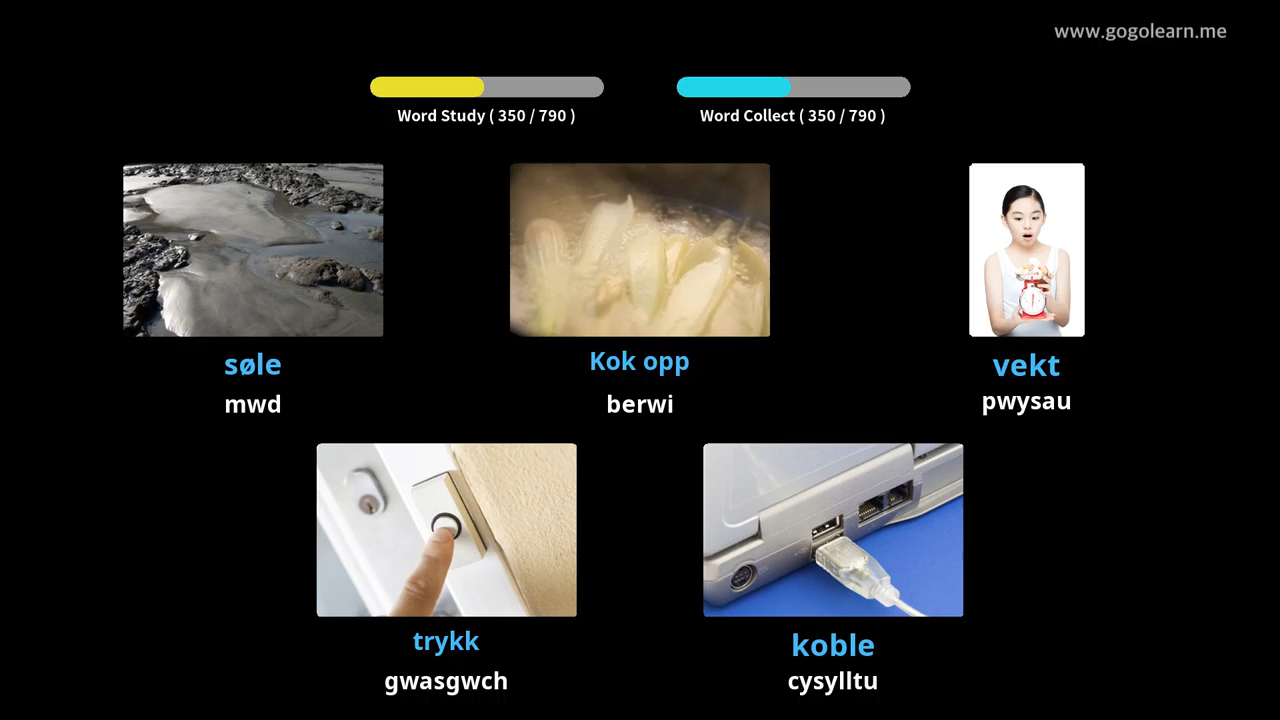 www.gogolearn.me
Word Study ( 350 / 790 )
Word Collect ( 350 / 790 )
søle
mwd
Kok opp
berwi
vekt
pwysau
trykk
gwasgwch
koble
cysylltu